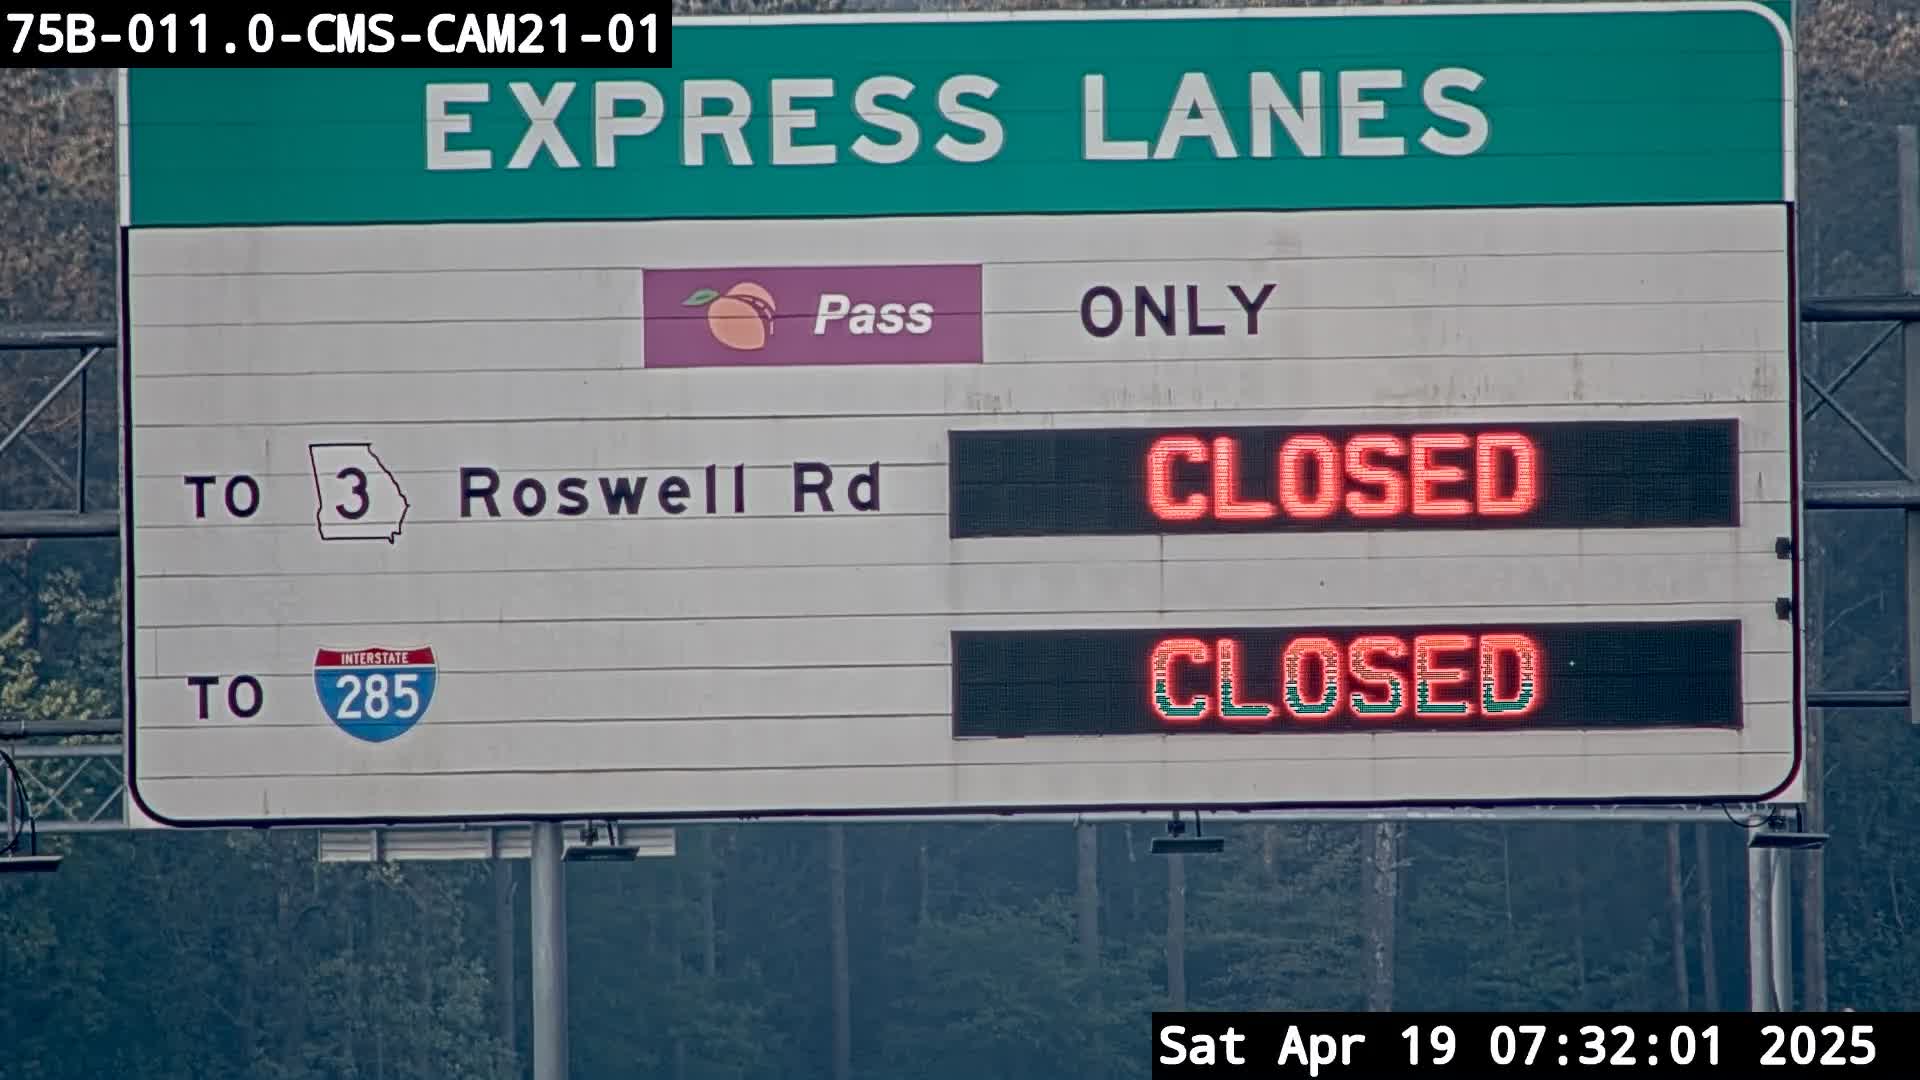 75B-011.0-CMS-CAM21-01
EXPRESS LANES
Pass ONLY
TO 3 Roswell Rd CLOSED
INTERSTATE
TO 285 CLOSED
Sat Apr 19 07:32:01 2025